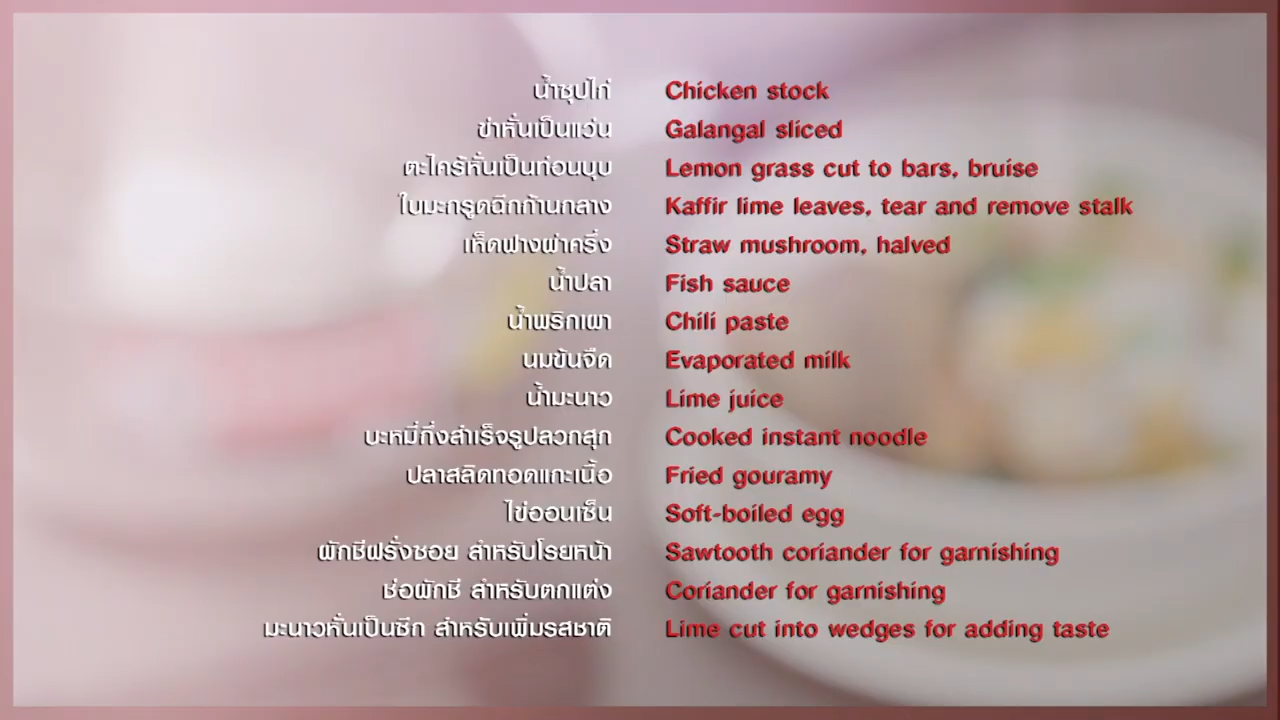 น้ำซุปไก่ Chicken stock
ข่าหั่นเป็นแว่น Galangal sliced
ตะไคร้หั่นเป็นท่อนบุบ Lemon grass cut to bars, bruise
ใบมะกรูดฉีกก้านกลาง Kaffir lime leaves, tear and remove stalk
เห็ดฟางผ่าครึ่ง Straw mushroom, halved
น้ำปลา Fish sauce
น้ำพริกเผา Chili paste
นมข้นจืด Evaporated milk
น้ำมะนาว Lime juice
บะหมี่กึ่งสำเร็จรูปลวกสุก Cooked instant noodle
ปลาสลิดทอดแกะเนื้อ Fried gouramy
ไข่ออนเซ็น Soft-boiled egg
ผักชีฝรั่งซอย สำหรับโรยหน้า Sawtooth coriander for garnishing
ช่อผักชี สำหรับตกแต่ง Coriander for garnishing
มะนาวหั่นเป็นซีก สำหรับเพิ่มรสชาติ Lime cut into wedges for adding taste